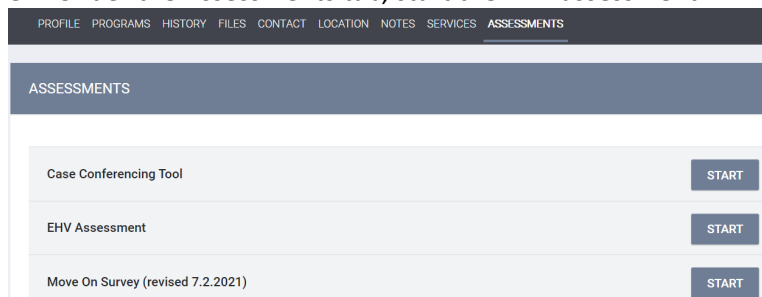 PROFILE PROGRAMS HISTORY FILES CONTACT LOCATION NOTES SERVICES ASSESSMENTS
ASSESSMENTS
Case Conferencing Tool START
EHV Assessment START
Move On Survey (revised 7.2.2021) START